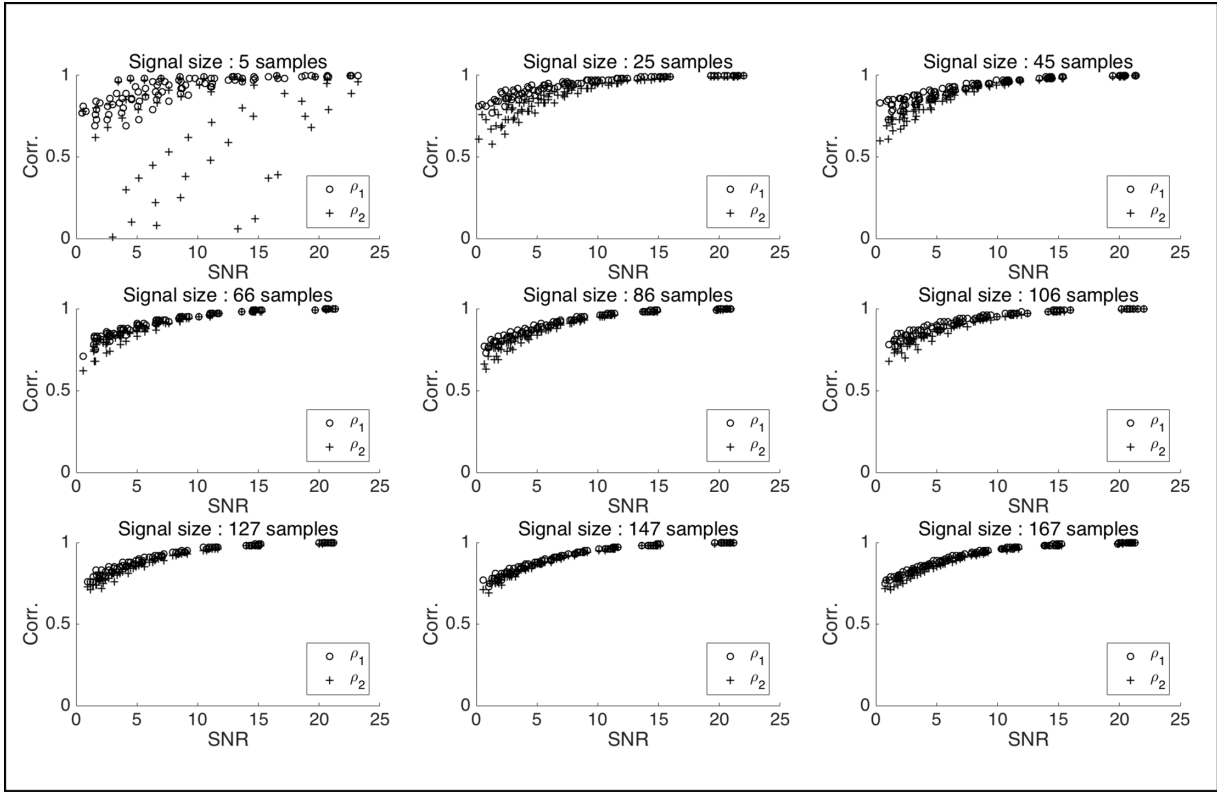 Signal size : 5 samples
Corr.
1
0.5
0
ρ1
ρ2
0 5 10 15 20 25
SNR
Signal size : 25 samples
Corr.
1
0.5
0
ρ1
ρ2
0 5 10 15 20 25
SNR
Signal size : 45 samples
Corr.
1
0.5
0
ρ1
ρ2
0 5 10 15 20 25
SNR
Signal size : 66 samples
Corr.
1
0.5
0
ρ1
ρ2
0 5 10 15 20 25
SNR
Signal size : 86 samples
Corr.
1
0.5
0
ρ1
ρ2
0 5 10 15 20 25
SNR
Signal size : 106 samples
Corr.
1
0.5
0
ρ1
ρ2
0 5 10 15 20 25
SNR
Signal size : 127 samples
Corr.
1
0.5
0
ρ1
ρ2
0 5 10 15 20 25
SNR
Signal size : 147 samples
Corr.
1
0.5
0
ρ1
ρ2
0 5 10 15 20 25
SNR
Signal size : 167 samples
Corr.
1
0.5
0
ρ1
ρ2
0 5 10 15 20 25
SNR